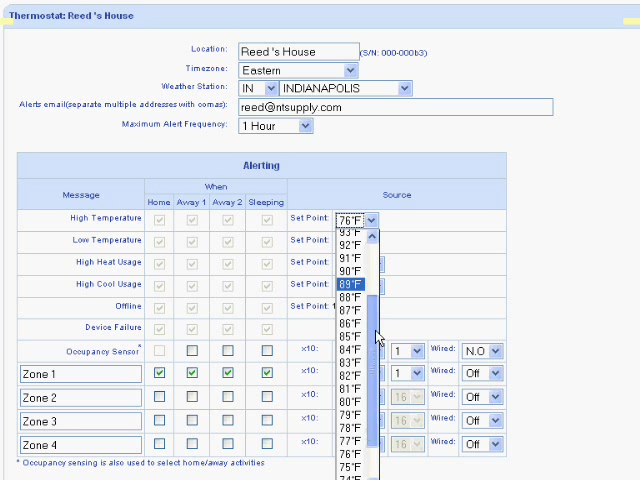 Thermostat: Reed 's House
Location: Reed 's House (S/N: 000-000b3)
Timezone: Eastern
Weather Station: IN INDIANAPOLIS
Alerts email(separate multiple addresses with comas): reed@ntsupply.com
Maximum Alert Frequency: 1 Hour
Alerting
Message When Source
Home Away 1 Away 2 Sleeping
High Temperature Set Point: 76°F
Low Temperature Set Point:
High Heat Usage Set Point:
High Cool Usage Set Point:
Offline Set Point: 1
Device Failure
Occupancy Sensor* x10: 1 Wired: N.O
Zone 1 x10: 1 Wired: Off
Zone 2 x10: 16 Wired: Off
Zone 3 x10: 16 Wired: Off
Zone 4 x10: 16 Wired: Off
* Occupancy sensing is also used to select home/away activities
93°F
92°F
91°F
90°F
89°F
88°F
87°F
86°F
85°F
84°F
83°F
82°F
81°F
80°F
79°F
78°F
77°F
76°F
75°F
74°F